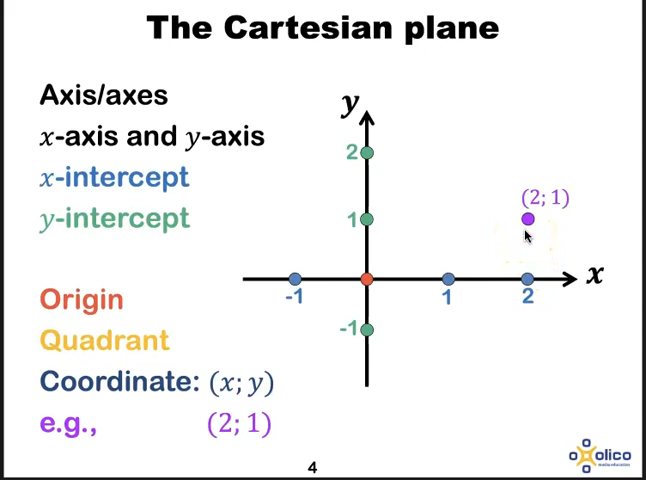 The Cartesian plane
Axis/axes
x-axis and y-axis
x-intercept
y-intercept
Origin
Quadrant
Coordinate: (x; y)
e.g., (2; 1)
y
2
1
(2; 1)
x
-1
1
2
-1
olico
4